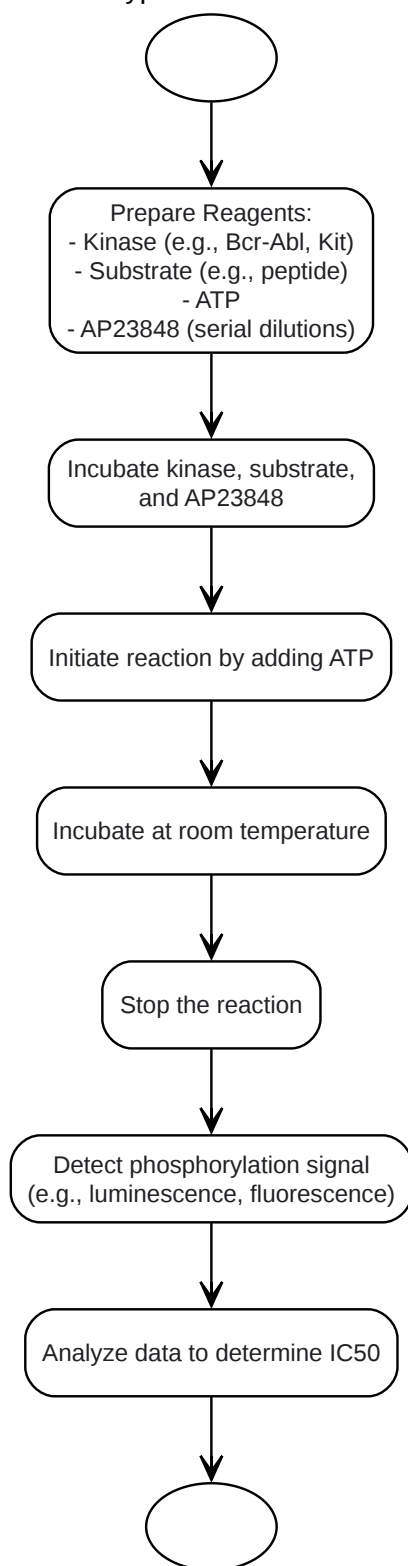 Prepare Reagents:
- Kinase (e.g., Bcr-Abl, Kit)
- Substrate (e.g., peptide)
- ATP
- AP23848 (serial dilutions)
Incubate kinase, substrate,
and AP23848
Initiate reaction by adding ATP
Incubate at room temperature
Stop the reaction
Detect phosphorylation signal
(e.g., luminescence, fluorescence)
Analyze data to determine IC50